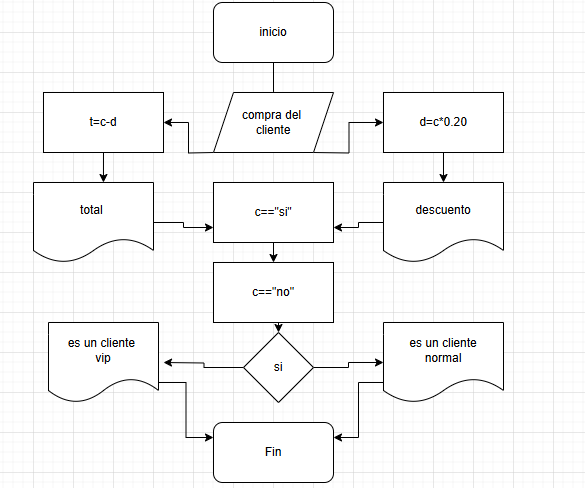 inicio
t=c-d
compra del
cliente
d=c*0.20
total
c=="si"
descuento
c=="no"
es un cliente
vip
si
es un cliente
normal
Fin